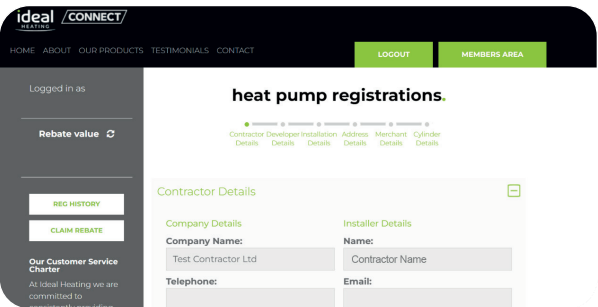 ideal
HEATING
CONNECT
HOME ABOUT OUR PRODUCTS TESTIMONIALS CONTACT
LOGOUT
MEMBERS AREA
Logged in as
Rebate value
REG HISTORY
CLAIM REBATE
Our Customer Service
Charter
At Ideal Heating we are
committed to
consistently providing
heat pump registrations.
Contractor Details
Developer Details
Installation Details
Address Details
Merchant Details
Cylinder Details
Contractor Details
Company Details
Company Name:
Test Contractor Ltd
Telephone:
Installer Details
Name:
Contractor Name
Email: